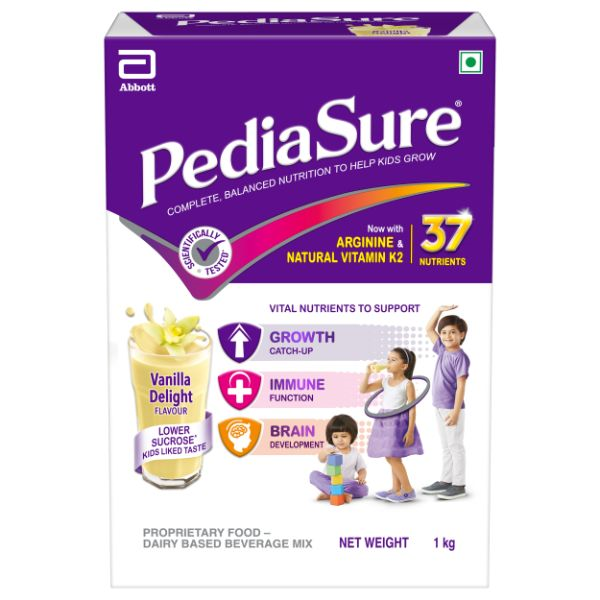 Abbott
PediaSure®
COMPLETE, BALANCED NUTRITION TO HELP KIDS GROW
SCIENTIFICALLY
TESTED
Now with
ARGININE &
NATURAL VITAMIN K2
37
NUTRIENTS
VITAL NUTRIENTS TO SUPPORT
GROWTH
CATCH-UP
IMMUNE
FUNCTION
BRAIN
DEVELOPMENT
Vanilla
Delight
FLAVOUR
LOWER
SUCROSE*
KIDS LIKED TASTE
PROPRIETARY FOOD –
DAIRY BASED BEVERAGE MIX
NET WEIGHT 1 kg